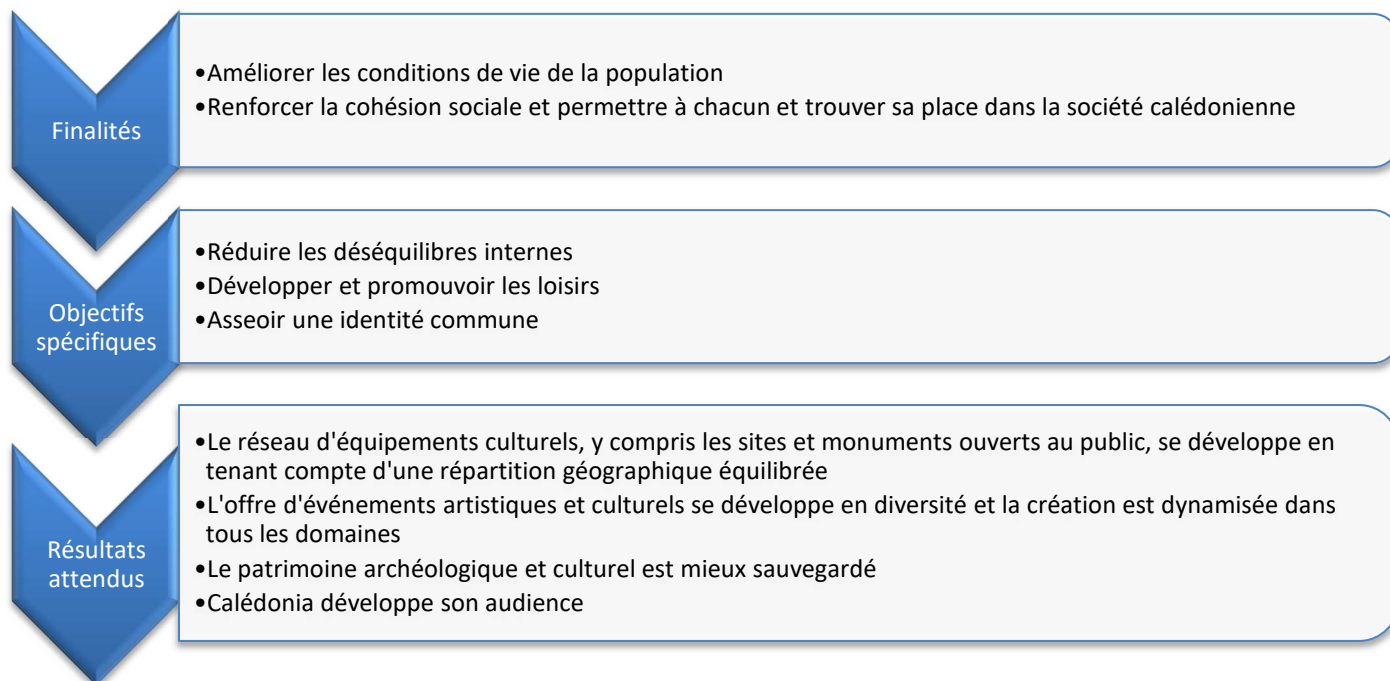 Finalités
•Améliorer les conditions de vie de la population
•Renforcer la cohésion sociale et permettre à chacun et trouver sa place dans la société calédonienne
Objectifs
spécifiques
•Réduire les déséquilibres internes
•Développer et promouvoir les loisirs
•Asseoir une identité commune
Résultats
attendus
•Le réseau d'équipements culturels, y compris les sites et monuments ouverts au public, se développe en
tenant compte d'une répartition géographique équilibrée
•L'offre d'événements artistiques et culturels se développe en diversité et la création est dynamisée dans
tous les domaines
•Le patrimoine archéologique et culturel est mieux sauvegardé
•Calédonia développe son audience